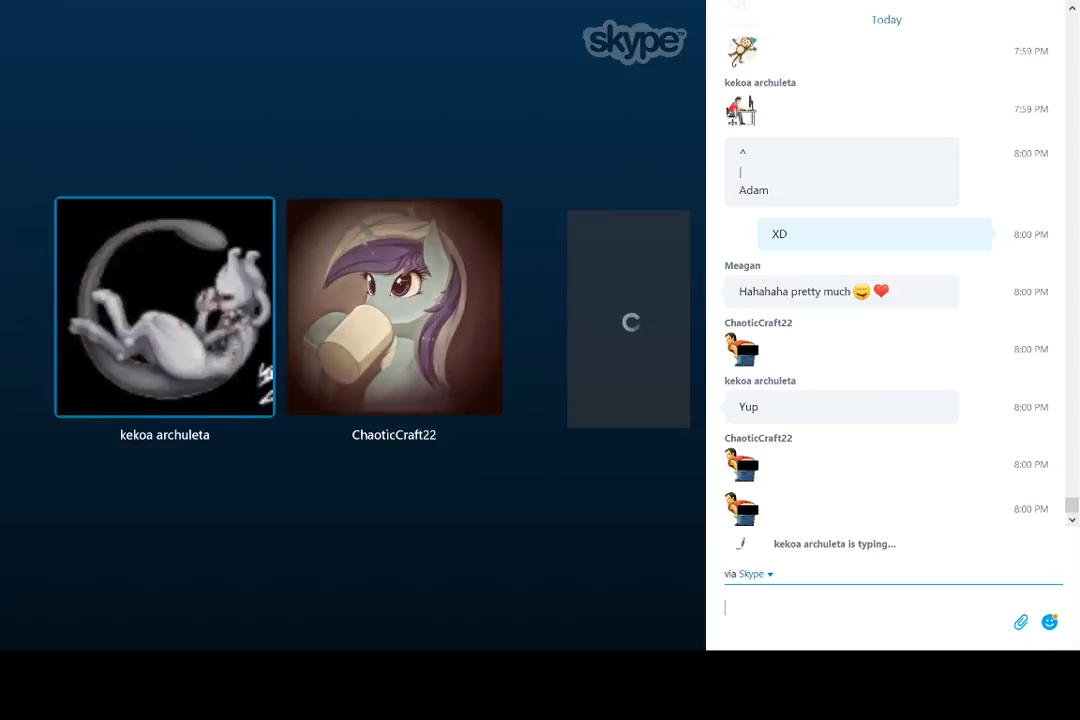 skype™
Today
7:59 PM
kekoa archuleta
7:59 PM
^
8:00 PM
|
Adam
XD
8:00 PM
Meagan
Hahahaha pretty much
8:00 PM
ChaoticCraft22
8:00 PM
kekoa archuleta
Yup
8:00 PM
ChaoticCraft22
8:00 PM
8:00 PM
kekoa archuleta is typing...
via Skype
kekoa archuleta
ChaoticCraft22